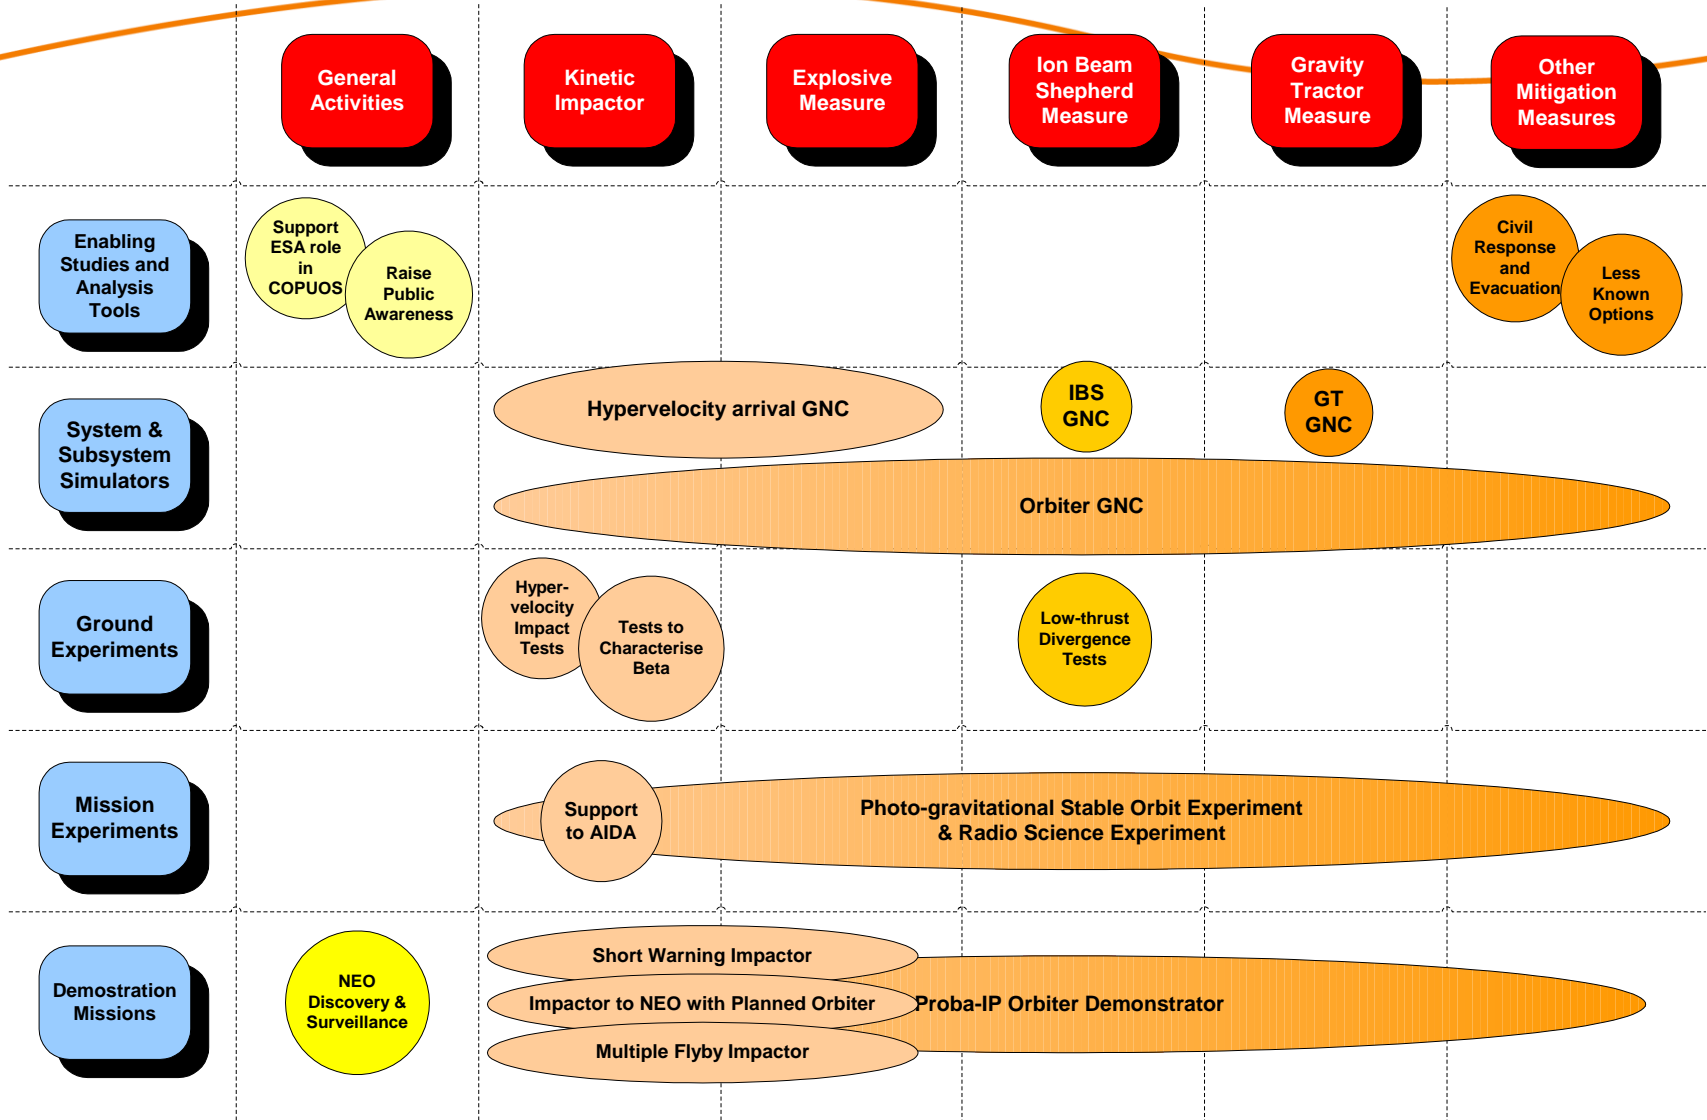 General
Activities
Kinetic
Impactor
Explosive
Measure
Ion Beam
Shepherd
Measure
Gravity
Tractor
Measure
Other
Mitigation
Measures
Enabling
Studies and
Analysis
Tools
Support
ESA role
in
COPUOS
Raise
Public
Awareness
Civil
Response
and
Evacuation
Less
Known
Options
System &
Subsystem
Simulators
Hypervelocity arrival GNC
IBS
GNC
GT
GNC
Orbiter GNC
Ground
Experiments
Hyper-
velocity
Impact
Tests
Tests to
Characterise
Beta
Low-thrust
Divergence
Tests
Mission
Experiments
Support
to AIDA
Photo-gravitational Stable Orbit Experiment
& Radio Science Experiment
Demostration
Missions
NEO
Discovery &
Surveillance
Short Warning Impactor
Impactor to NEO with Planned Orbiter
Multiple Flyby Impactor
Proba-IP Orbiter Demonstrator